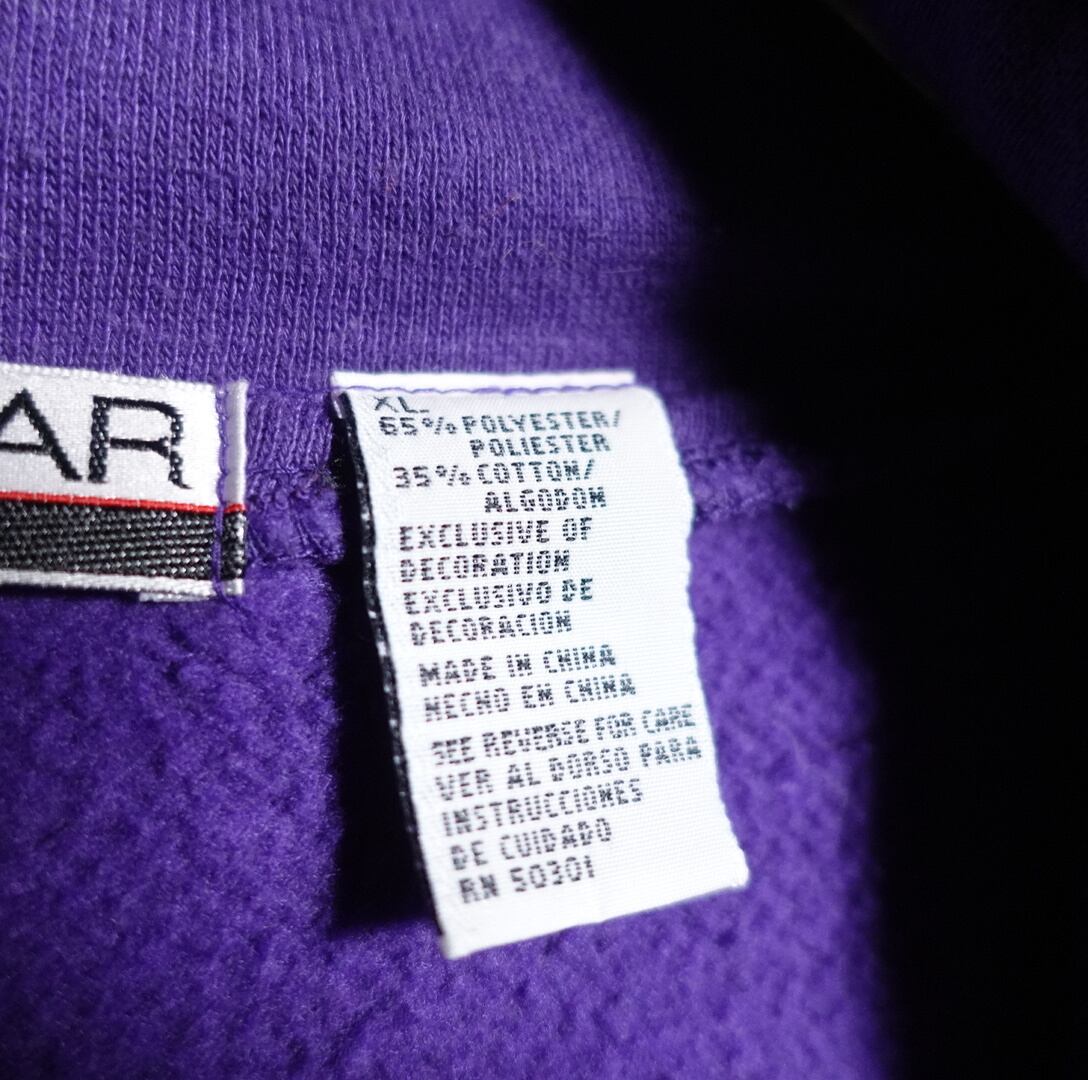 AR
XL.
65% POLYESTER/
POLIESTER
35% COTTON/
ALGODON
EXCLUSIVE OF
DECORATION
EXCLUSIVO DE
DECORACION
MADE IN CHINA
HECHO EN CHINA
SEE REVERSE FOR CARE
VER AL DORSO PARA
INSTRUCCIONES
DE CUIDADO
RN 50301